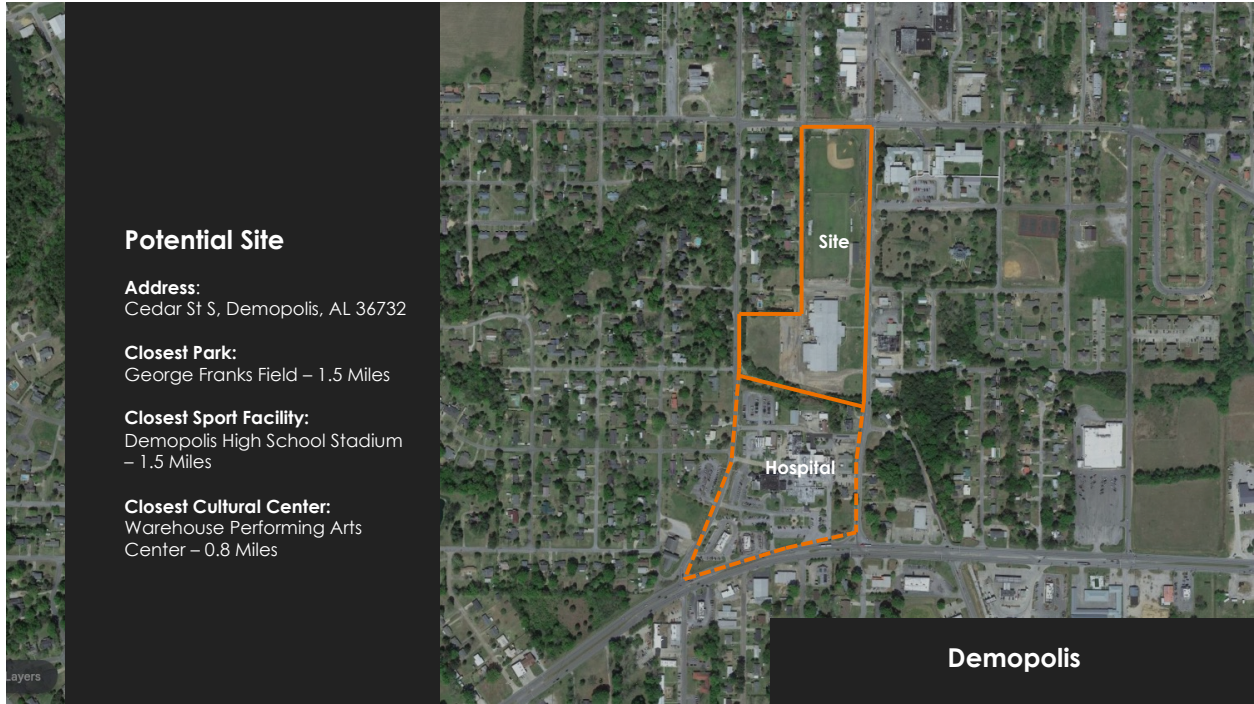 Potential Site
Address:
Cedar St S, Demopolis, AL 36732
Closest Park:
George Franks Field – 1.5 Miles
Closest Sport Facility:
Demopolis High School Stadium
– 1.5 Miles
Closest Cultural Center:
Warehouse Performing Arts
Center – 0.8 Miles
Site
Hospital
Demopolis
Layers